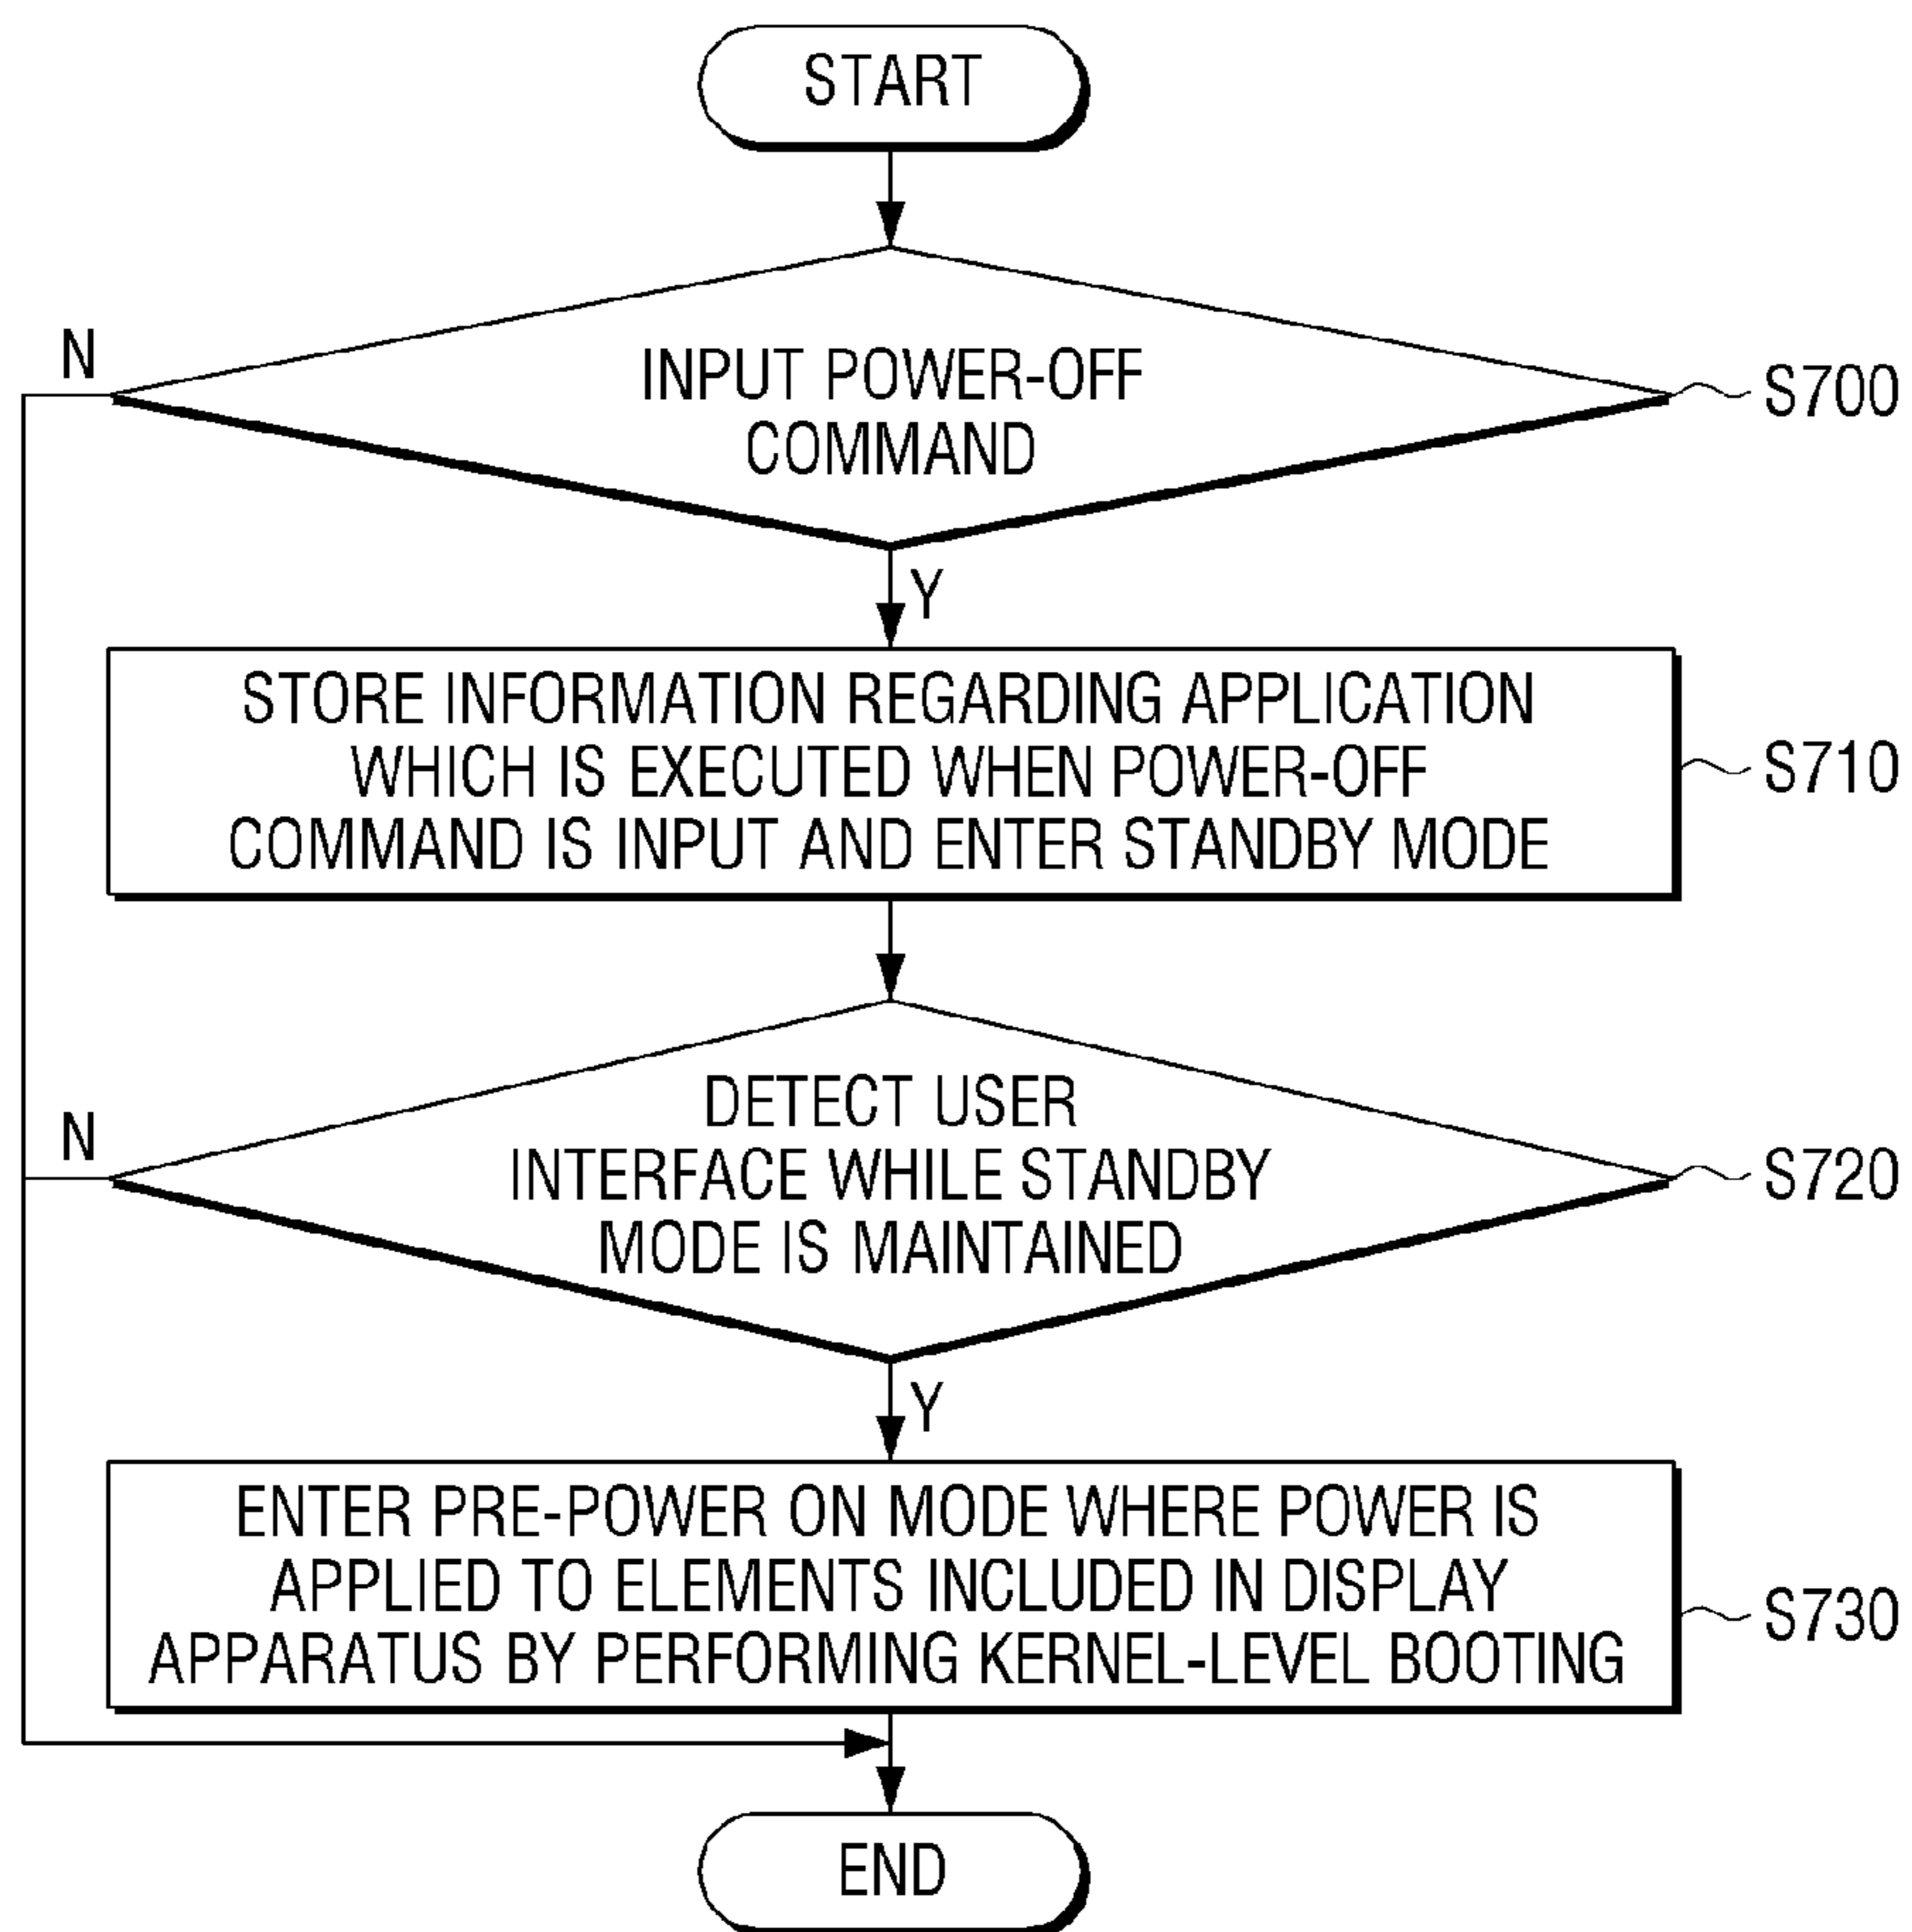 START
N
INPUT POWER-OFF
COMMAND
S700
Y
STORE INFORMATION REGARDING APPLICATION
WHICH IS EXECUTED WHEN POWER-OFF
COMMAND IS INPUT AND ENTER STANDBY MODE
S710
N
DETECT USER
INTERFACE WHILE STANDBY
MODE IS MAINTAINED
S720
Y
ENTER PRE-POWER ON MODE WHERE POWER IS
APPLIED TO ELEMENTS INCLUDED IN DISPLAY
APPARATUS BY PERFORMING KERNEL-LEVEL BOOTING
S730
END